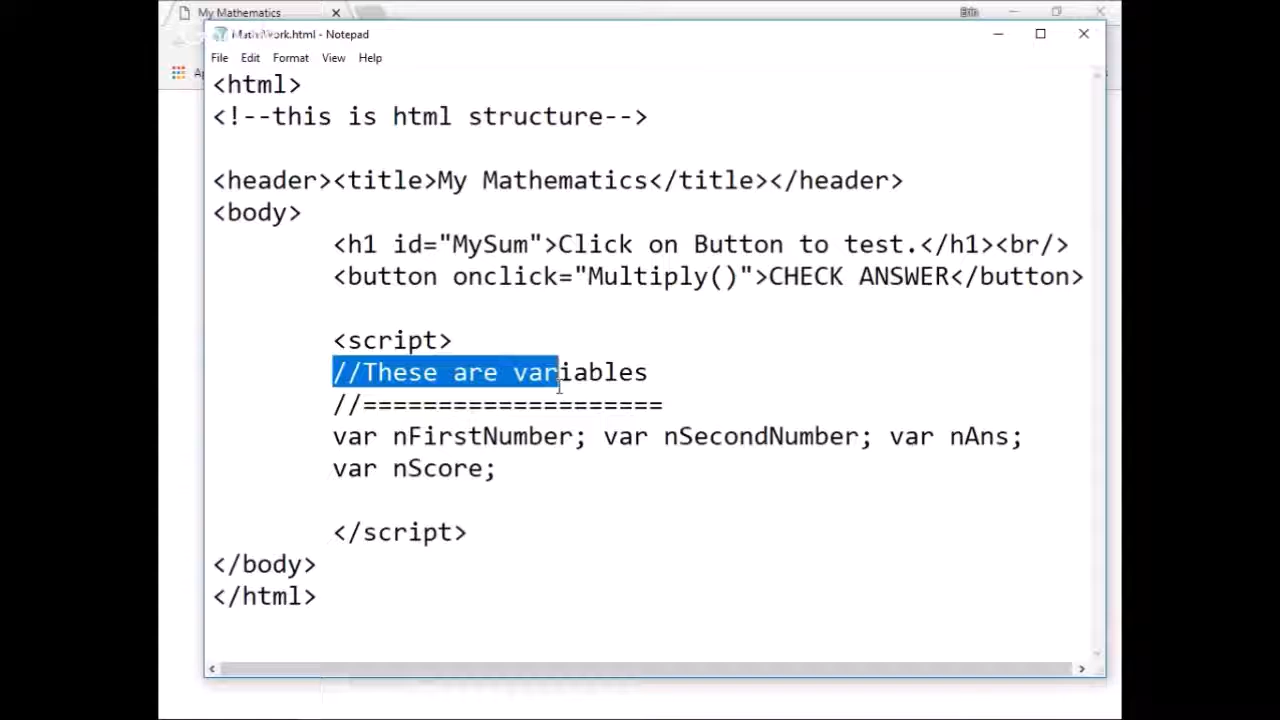 My Mathematics
Erin
MathWork.html - Notepad
File Edit Format View Help
<html>
<!--this is html structure-->
<header><title>My Mathematics</title></header>
<body>
<h1 id="MySum">Click on Button to test.</h1><br/>
<button onclick="Multiply()">CHECK ANSWER</button>
<script>
//These are variables
//====================
var nFirstNumber; var nSecondNumber; var nAns;
var nScore;
</script>
</body>
</html>